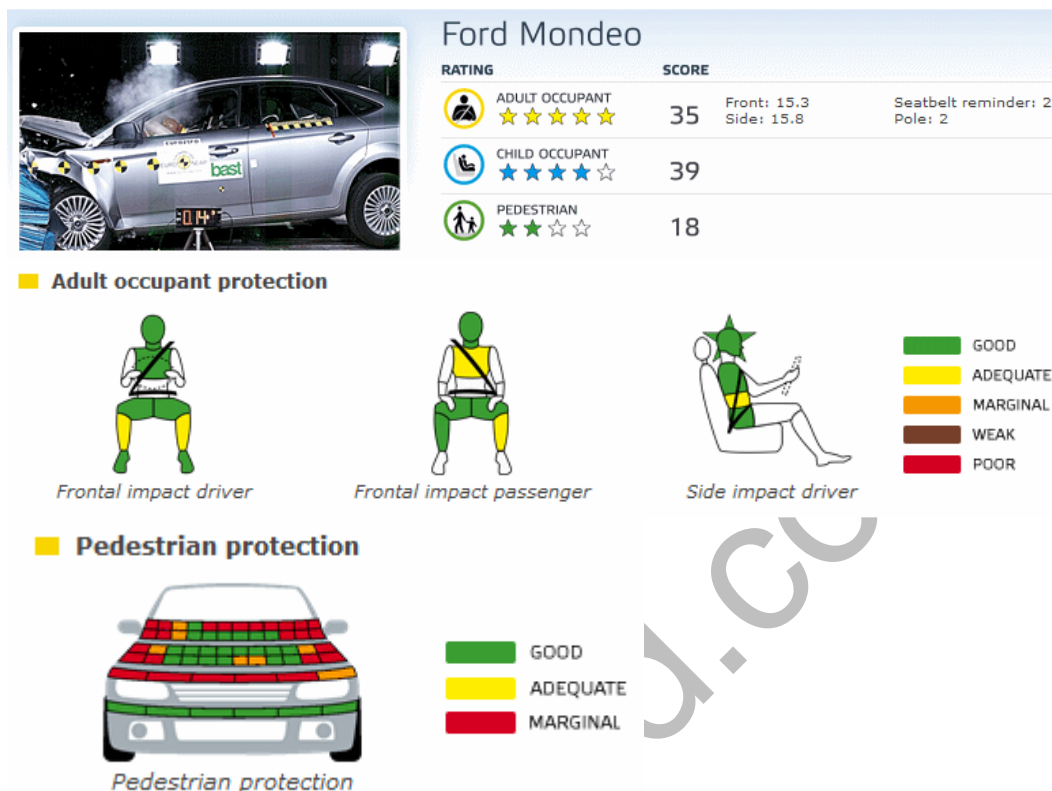 Ford Mondeo
RATING SCORE
ADULT OCCUPANT 35 Front: 15.3 Seatbelt reminder: 2
Side: 15.8 Pole: 2
CHILD OCCUPANT 39
PEDESTRIAN 18
bast
0.14
Adult occupant protection
GOOD
ADEQUATE
MARGINAL
WEAK
POOR
Frontal impact driver Frontal impact passenger Side impact driver
Pedestrian protection
GOOD
ADEQUATE
MARGINAL
Pedestrian protection